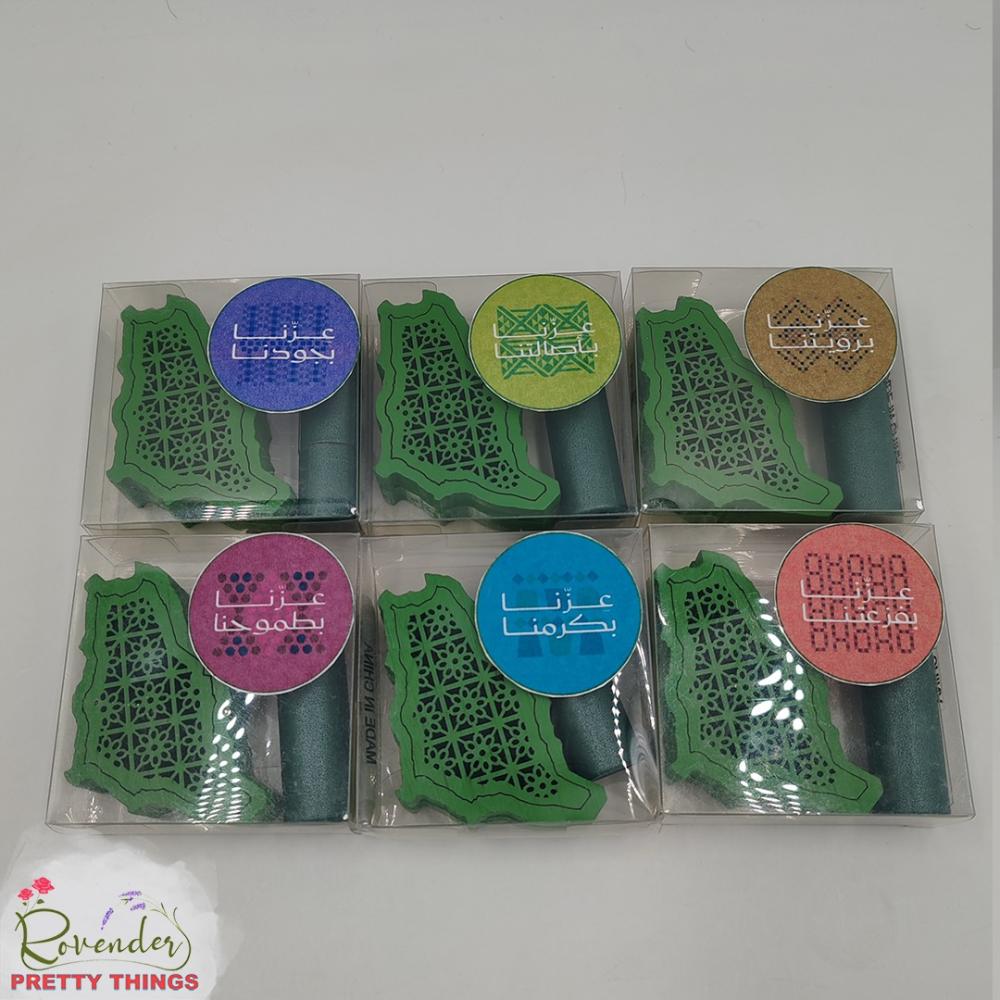 عزّنا
بجودنا
عزّنا
بأصالتنا
عزّنا
برؤيتنا
عزّنا
بطموحنا
MADE IN CHINA
عزّنا
بكرمنا
عزّنا
بفزعتنا
Rovender
PRETTY THINGS